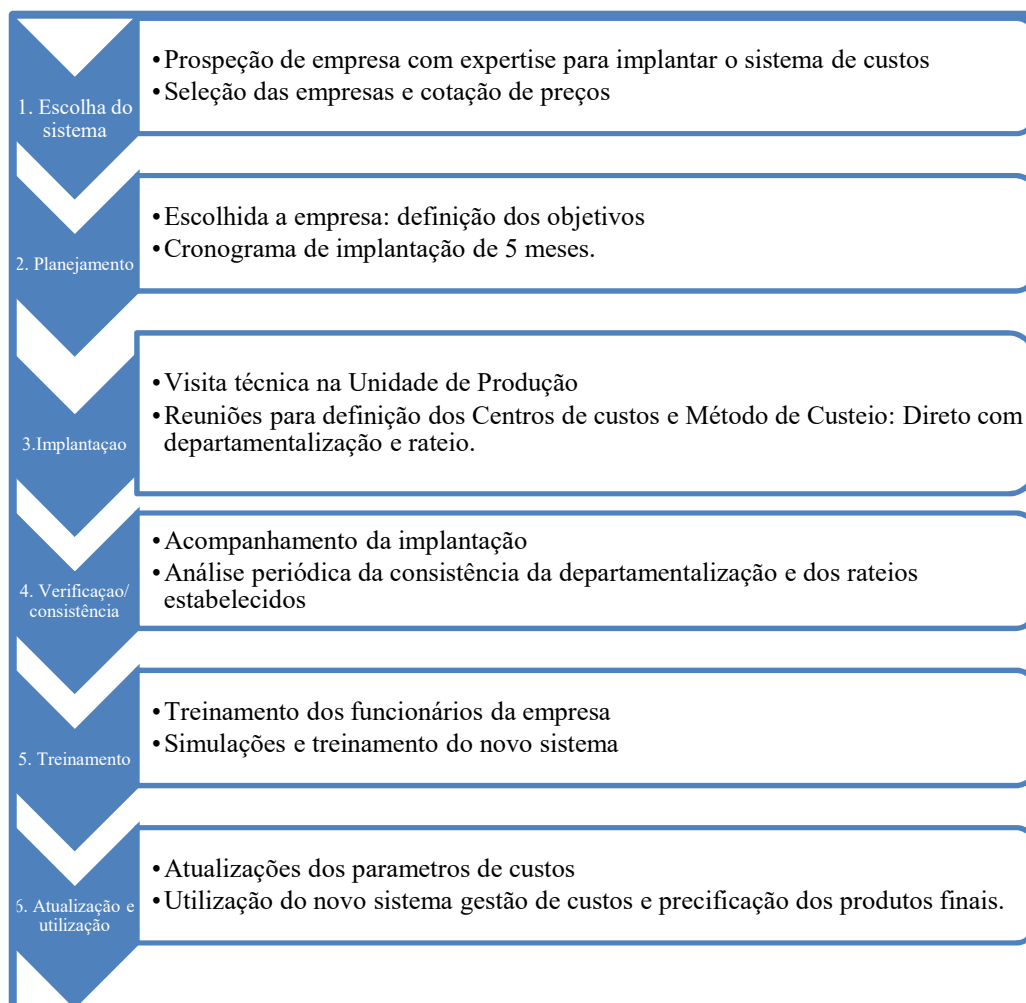 1. Escolha do
sistema
•Prospeção de empresa com expertise para implantar o sistema de custos
•Seleção das empresas e cotação de preços
2. Planejamento
•Escolhida a empresa: definição dos objetivos
•Cronograma de implantação de 5 meses.
3.Implantaçao
•Visita técnica na Unidade de Produção
•Reuniões para definição dos Centros de custos e Método de Custeio: Direto com
departamentalização e rateio.
4. Verificaçao/
consistência
•Acompanhamento da implantação
•Análise periódica da consistência da departamentalização e dos rateios
estabelecidos
5. Treinamento
•Treinamento dos funcionários da empresa
•Simulações e treinamento do novo sistema
6. Atualização e
utilização
•Atualizações dos parametros de custos
•Utilização do novo sistema gestão de custos e precificação dos produtos finais.